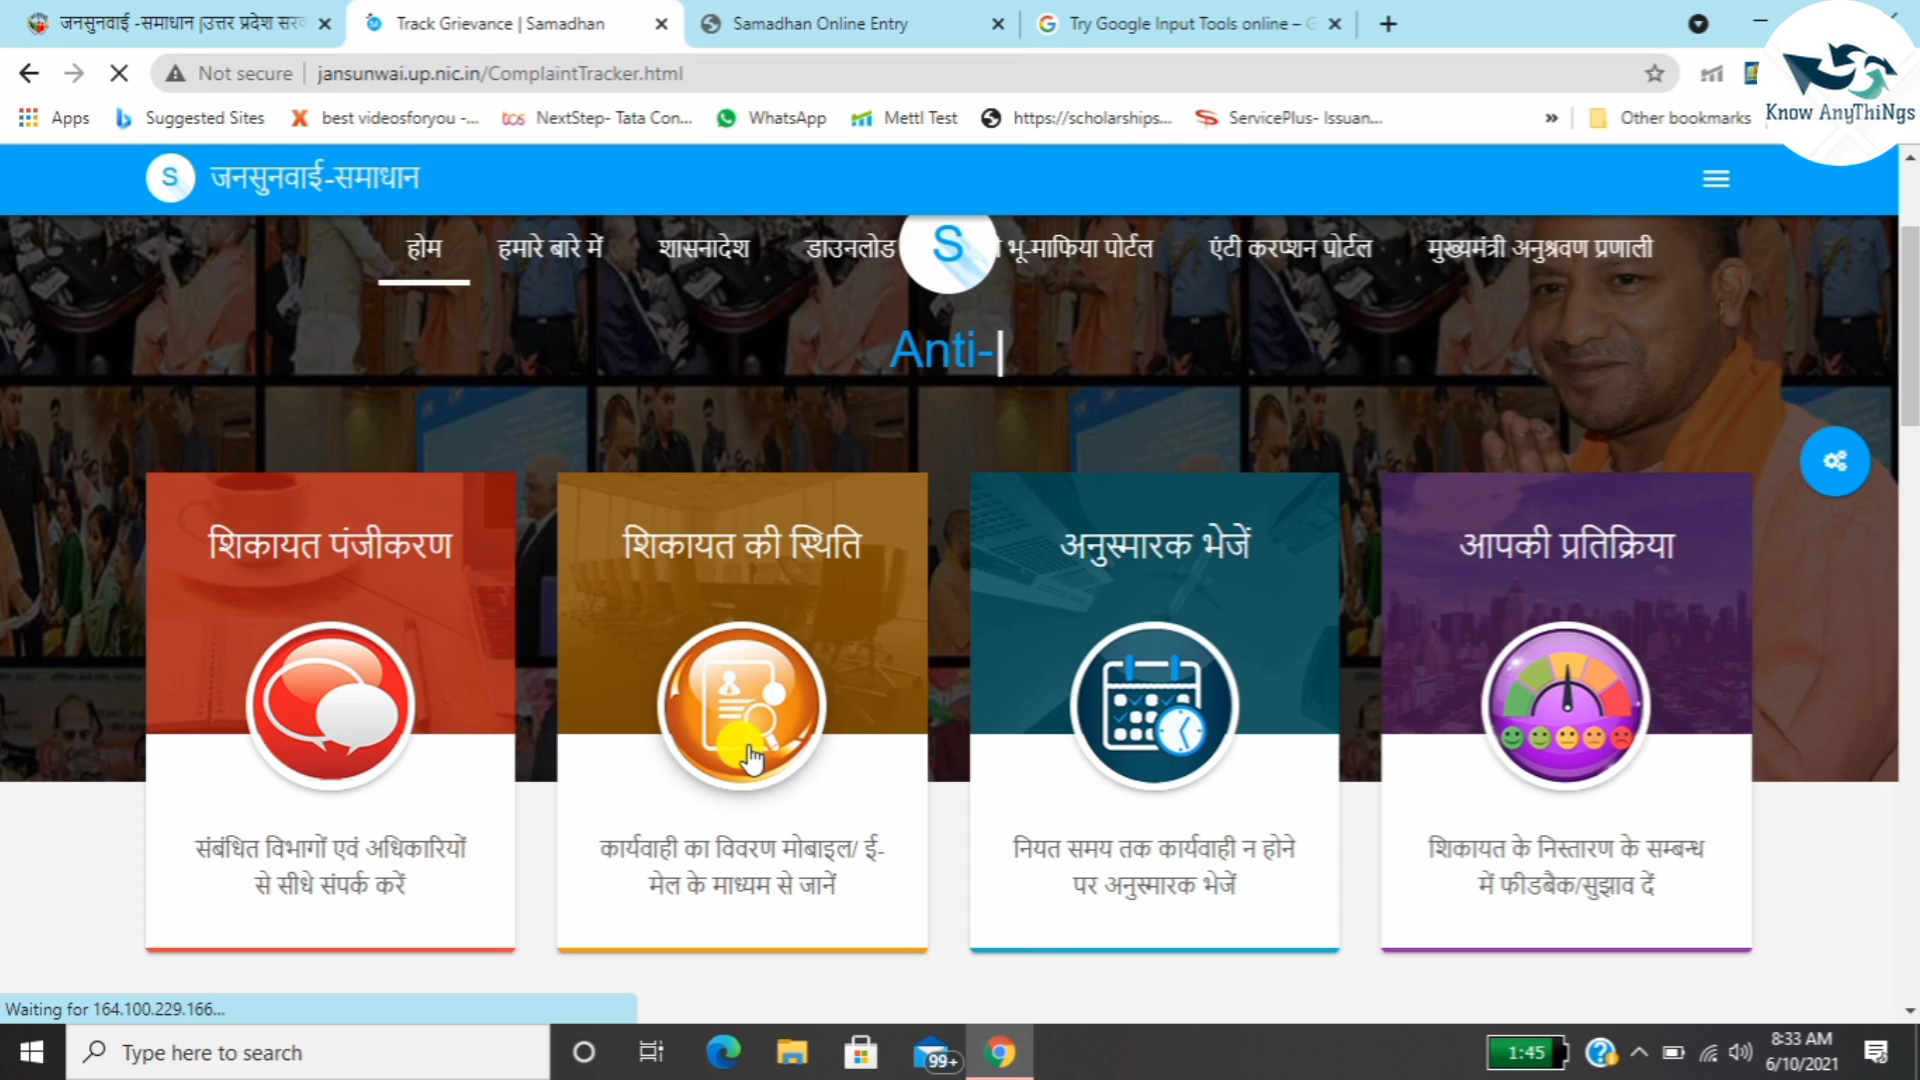 जनसुनवाई -समाधान |उत्तर प्रदेश सरक
Track Grievance | Samadhan
Samadhan Online Entry
Try Google Input Tools online – G
Not secure
jansunwai.up.nic.in/ComplaintTracker.html
Apps
Suggested Sites
best videosforyou -...
tcs
NextStep- Tata Con...
WhatsApp
Mettl Test
https://scholarships...
ServicePlus- Issuan...
»
Other bookmarks
Know AnyThiNgs
S
जनसुनवाई-समाधान
होम
हमारे बारे में
शासनादेश
डाउनलोड
S
भू-माफिया पोर्टल
एंटी करप्शन पोर्टल
मुख्यमंत्री अनुश्रवण प्रणाली
Anti-|
शिकायत पंजीकरण
शिकायत की स्थिति
अनुस्मारक भेजें
आपकी प्रतिक्रिया
संबंधित विभागों एवं अधिकारियों
से सीधे संपर्क करें
कार्यवाही का विवरण मोबाइल/ ई-
मेल के माध्यम से जानें
नियत समय तक कार्यवाही न होने
पर अनुस्मारक भेजें
शिकायत के निस्तारण के सम्बन्ध
में फीडबैक/सुझाव दें
Waiting for 164.100.229.166...
Type here to search
99+
1:45
8:33 AM
6/10/2021